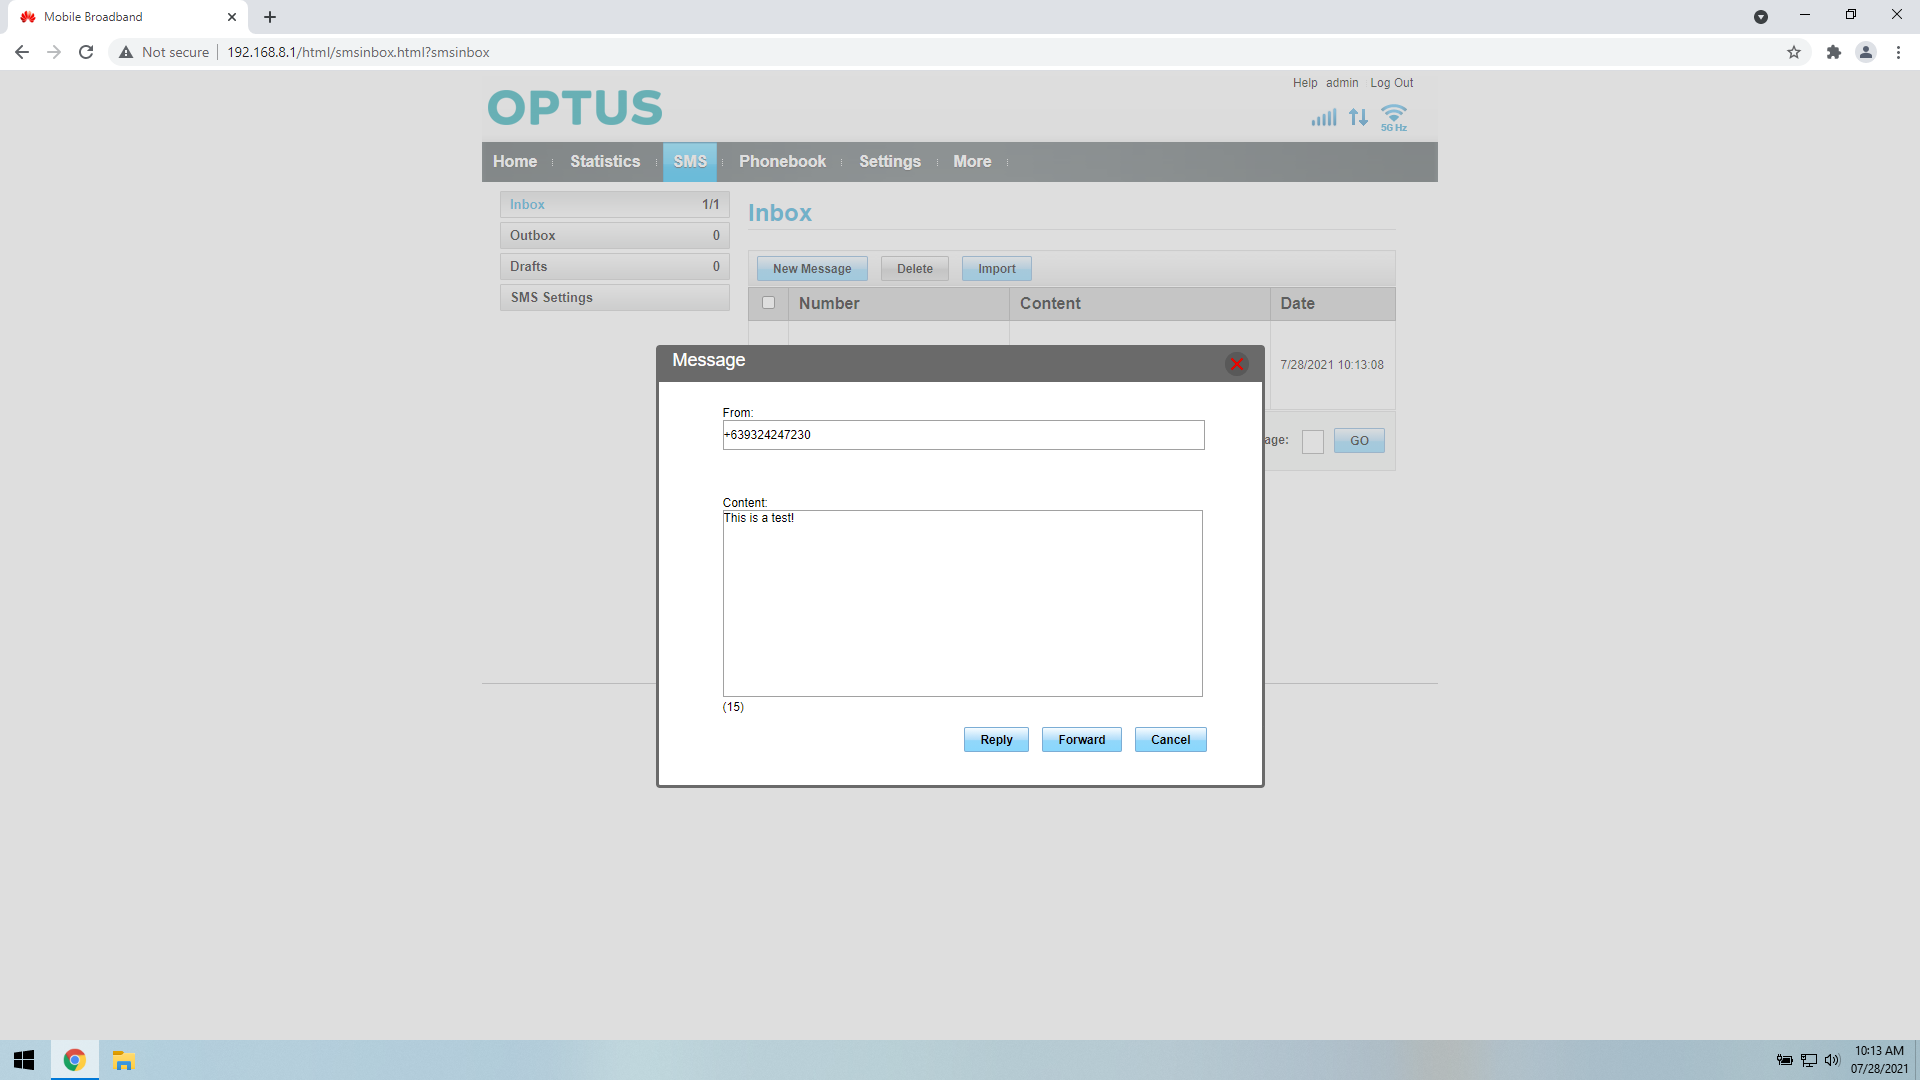 Mobile Broadband
Not secure
192.168.8.1/html/smsinbox.html?smsinbox
Help admin Log Out
OPTUS
5G Hz
Home Statistics SMS Phonebook Settings More
Inbox 1/1
Outbox 0
Drafts 0
SMS Settings
Inbox
New Message Delete Import
Number Content Date
7/28/2021 10:13:08
age: GO
Message
From:
+639324247230
Content:
This is a test!
(15)
Reply Forward Cancel
10:13 AM
07/28/2021